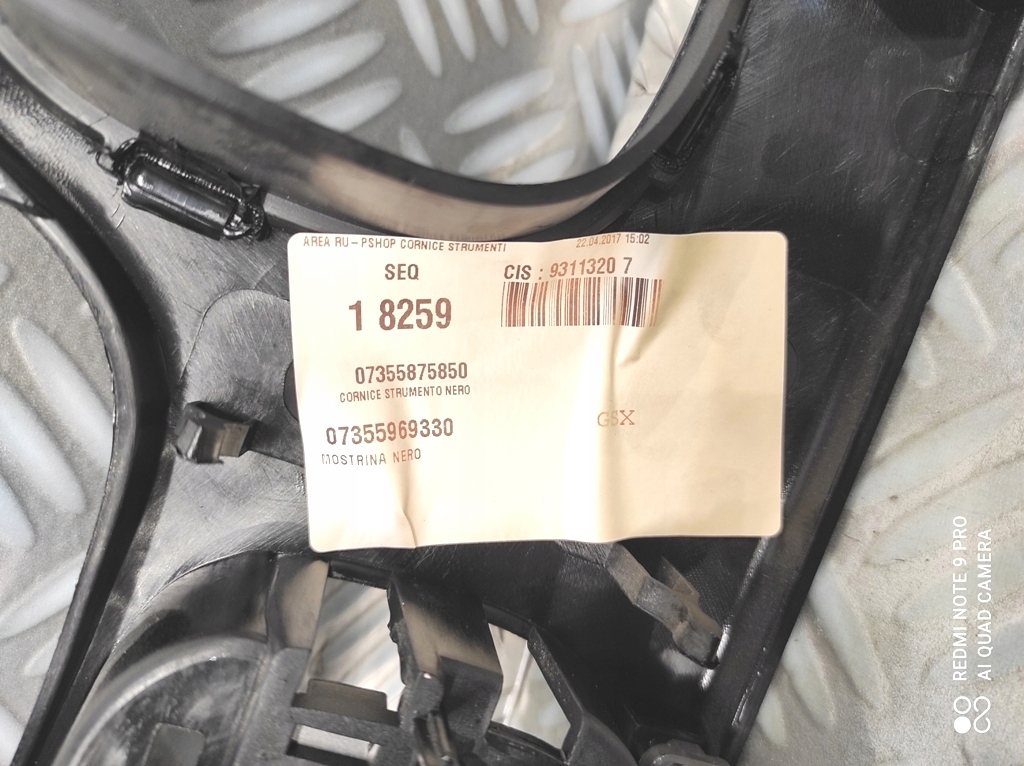 AREA RU - PSHOP CORNICE STRUMENTI 22.04.2017 15:02
SEQ CIS : 9311320 7
1 8259
07355875850
CORNICE STRUMENTO NERO
07355969330
MOSTRINA NERO
GSX
REDMI NOTE 9 PRO
AI QUAD CAMERA